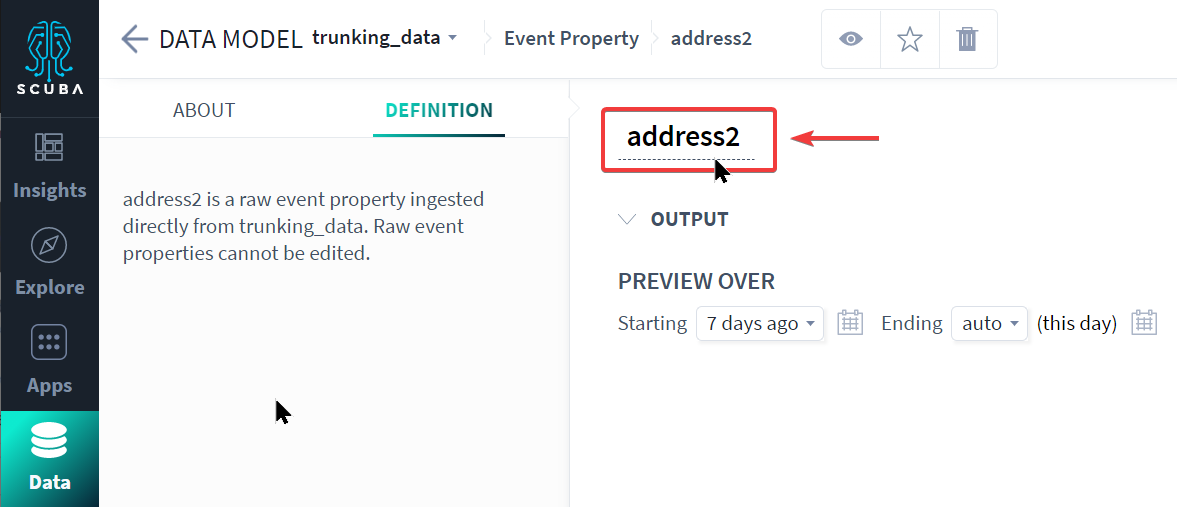 SCUBA
Insights
Explore
Apps
Data
DATA MODEL trunking_data
Event Property
address2
ABOUT
DEFINITION
address2 is a raw event property ingested
directly from trunking_data. Raw event
properties cannot be edited.
address2
OUTPUT
PREVIEW OVER
Starting 7 days ago Ending auto (this day)